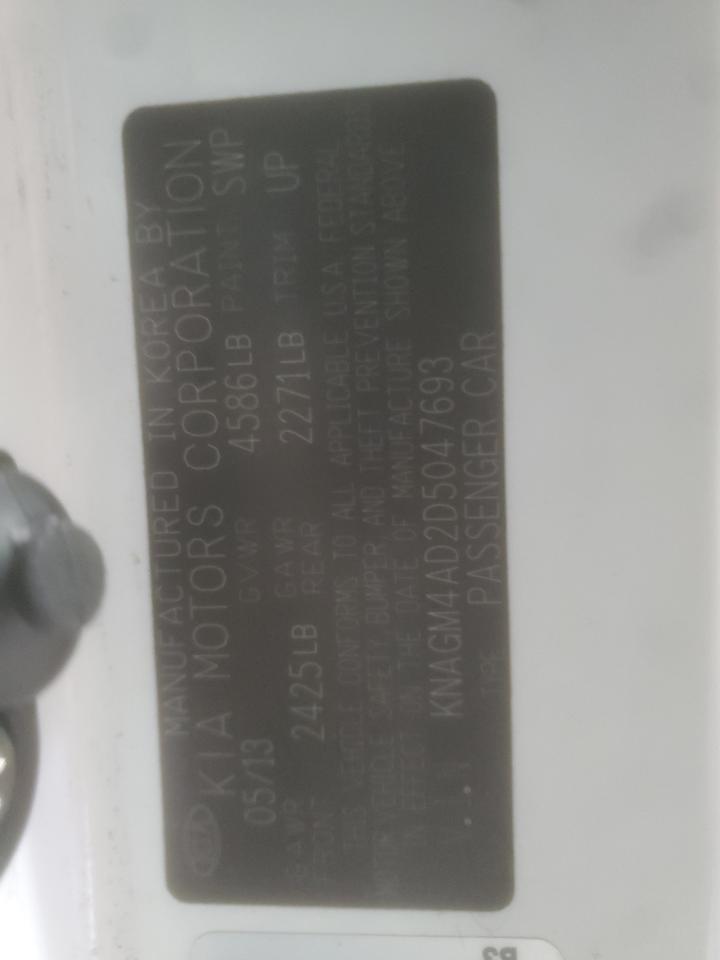 KIA
MANUFACTURED IN KOREA BY
KIA MOTORS CORPORATION
05/13 GVWR 4586LB PAINT SWP
GAWR FRONT 2425LB GAWR REAR 2271LB TRIM UP
THIS VEHICLE CONFORMS TO ALL APPLICABLE U.S.A FEDERAL
MOTOR VEHICLE SAFETY, BUMPER, AND THEFT PREVENTION STANDARDS
IN EFFECT ON THE DATE OF MANUFACTURE SHOWN ABOVE
V.I.N KNAGM4AD2D5047693
TYPE PASSENGER CAR